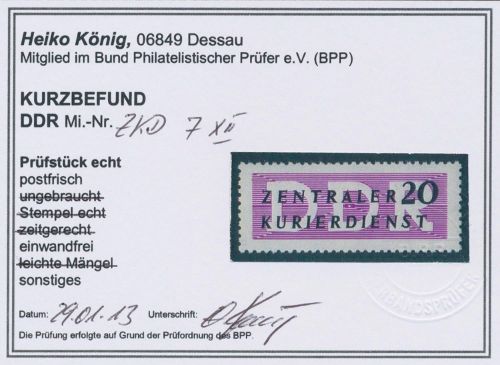 Heiko König, 06849 Dessau
Mitglied im Bund Philatelistischer Prüfer e.V. (BPP)
KURZBEFUND
DDR Mi.-Nr. ZKD 7 XII
Prüfstück echt
postfrisch
ungebraucht
Stempel echt
zeitgerecht
einwandfrei
leichte Mängel
sonstiges
DDR
ZENTRALER 20
KURIERDIENST
VERBANDSPRÜFER
Datum: 29.01.13 Unterschrift:
Die Prüfung erfolgte auf Grund der Prüfordnung des BPP.